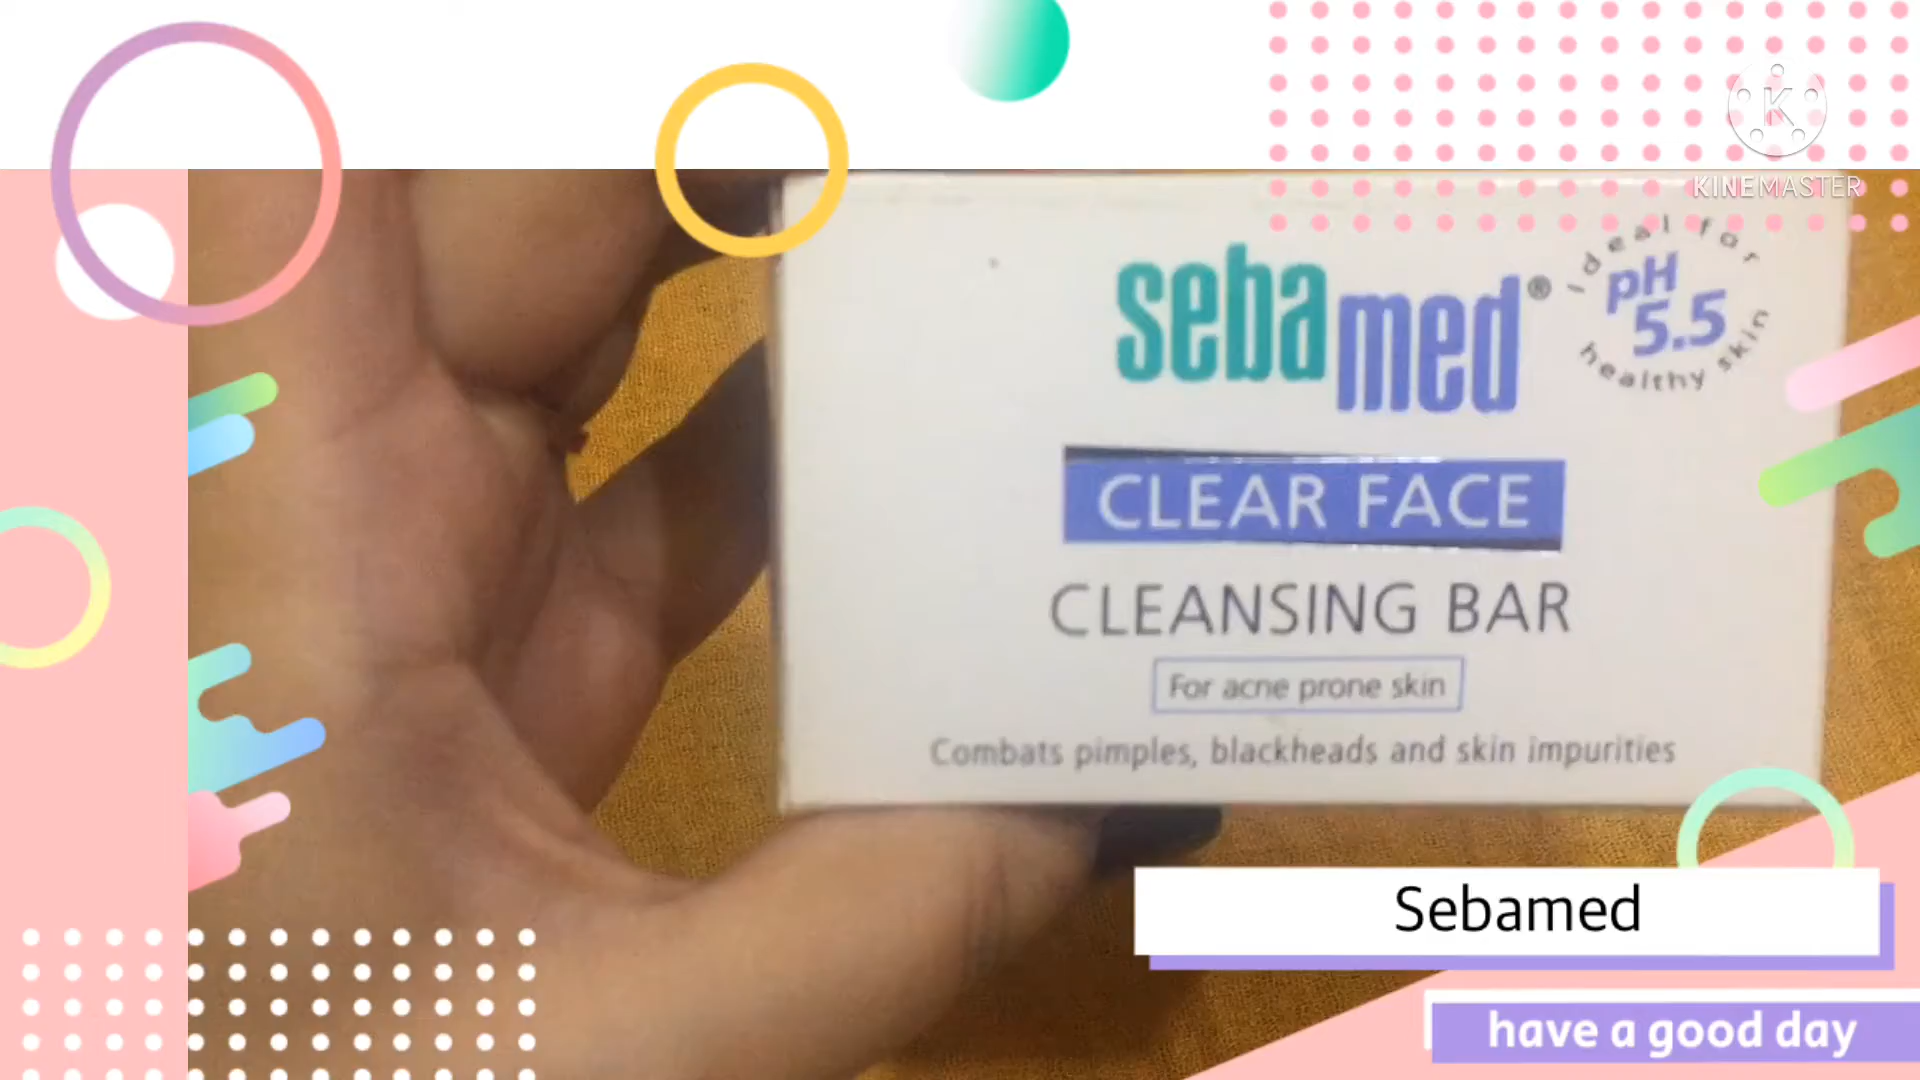 K
KINEMASTER
sebamed®
ideal for
pH
5.5
healthy skin
CLEAR FACE
CLEANSING BAR
For acne prone skin
Combats pimples, blackheads and skin impurities
Sebamed
have a good day